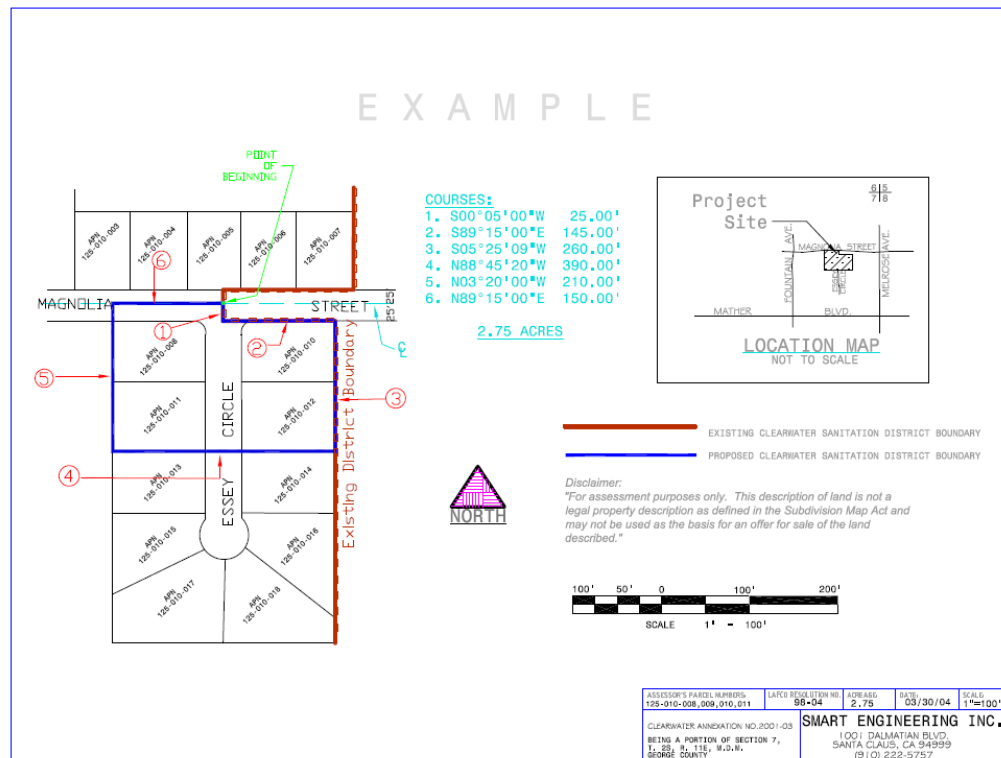 EXAMPLE
POINT
OF
BEGINNING
APN
125-010-003
APN
125-010-004
APN
125-010-005
APN
125-010-006
APN
125-010-007
6
MAGNOLIA
STREET
25'25'
1
2
℄
APN
125-010-008
APN
125-010-010
5
APN
125-010-011
ESSEY CIRCLE
APN
125-010-012
3
Existing District Boundary
4
APN
125-010-013
APN
125-010-014
APN
125-010-015
APN
125-010-016
APN
125-010-017
APN
125-010-018
COURSES:
1. S00°05'00"W 25.00'
2. S89°15'00"E 145.00'
3. S05°25'09"W 260.00'
4. N88°45'20"W 390.00'
5. N03°20'00"W 210.00'
6. N89°15'00"E 150.00'
2.75 ACRES
NORTH
6 5
7 8
Project
Site
MAGNOLIA STREET
FOUNTAIN AVE.
ESSEY
CIRCLE
MELROSE AVE.
MATHER BLVD.
LOCATION MAP
NOT TO SCALE
EXISTING CLEARWATER SANITATION DISTRICT BOUNDARY
PROPOSED CLEARWATER SANITATION DISTRICT BOUNDARY
Disclaimer:
"For assessment purposes only. This description of land is not a
legal property description as defined in the Subdivision Map Act and
may not be used as the basis for an offer for sale of the land
described."
100' 50' 0 100' 200'
SCALE 1" = 100'
ASSESSOR'S PARCEL NUMBERS:
125-010-008,009,010,011
LAFCO RESOLUTION NO.
98-04
ACREAGE:
2.75
DATE:
03/30/04
SCALE:
1"=100'
CLEARWATER ANNEXATION NO.2001-03
BEING A PORTION OF SECTION 7,
T. 2S, R. 11E, M.D.M.
GEORGE COUNTY
SMART ENGINEERING INC.
1001 DALMATIAN BLVD.
SANTA CLAUS, CA 94999
(910) 222-5757